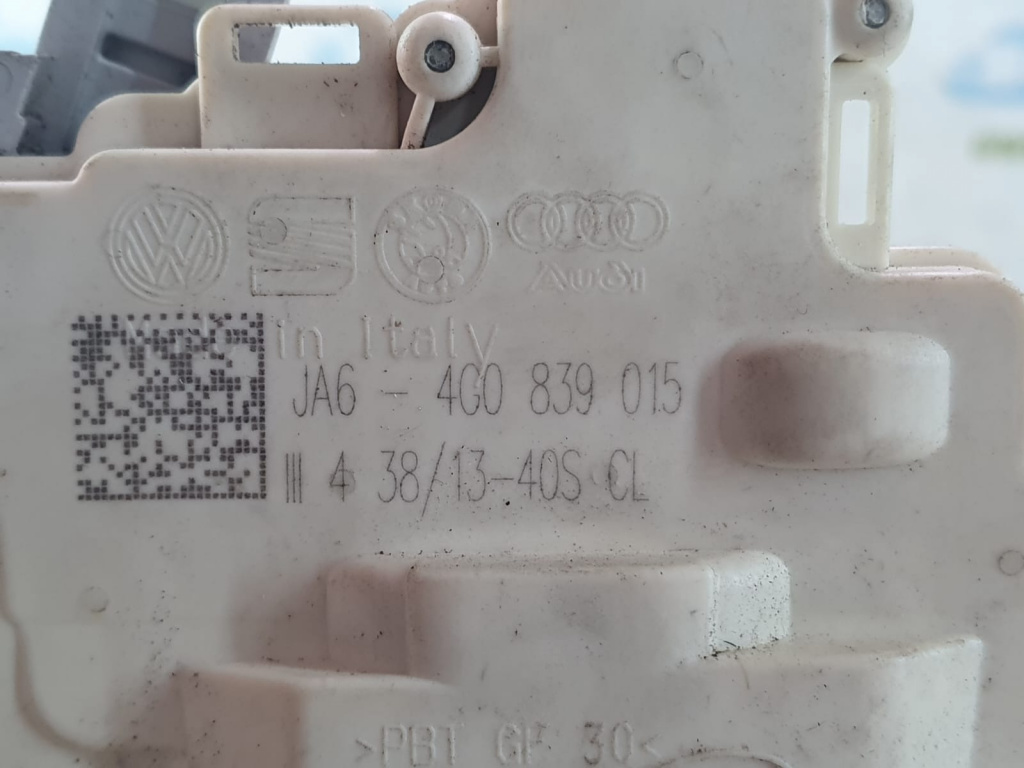 Audi
Made in Italy
JA6 - 4G0 839 015
III 4 38/13-40S CL
>PBT GF 30<